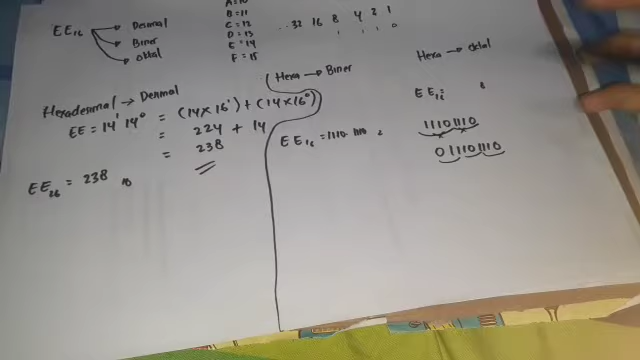 A=10
B=11
C=12
D=13
E=14
F=15
.. 32 16 8 4 2 1
EE₁₆ → Desimal
→ Biner
→ Oktal
Hexadesimal → Desimal
EE = 14¹ 14⁰ = (14×16¹) + (14×16⁰)
= 224 + 14
= 238
EE₁₆ = 238 10
Hexa → Biner
EE₁₆ = 1110 1110 2
Hexa → oktal
EE₁₆ = 8
11101110
011101110